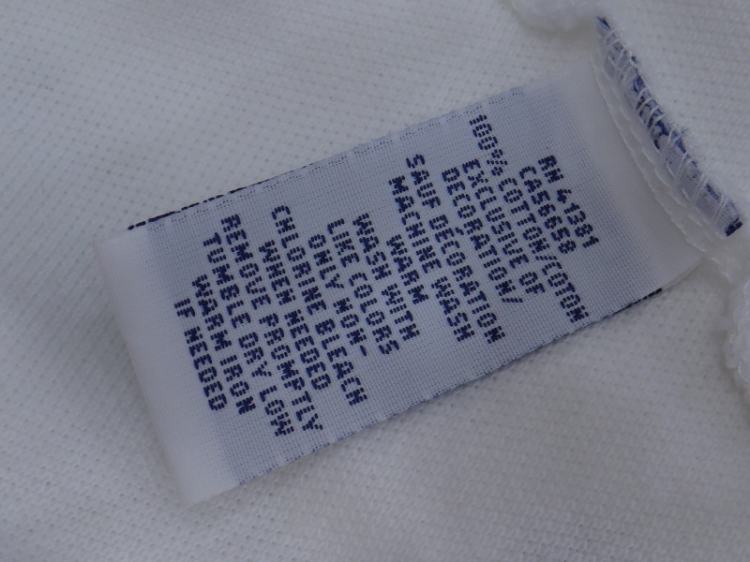 RN 41381
CA56658
100% COTTON/COTON
EXCLUSIVE OF
DECORATION/
SAUF DÉCORATION
MACHINE WASH
WARM
WASH WITH
LIKE COLORS
ONLY NON-
CHLORINE BLEACH
WHEN NEEDED
REMOVE PROMPTLY
TUMBLE DRY LOW
WARM IRON
IF NEEDED